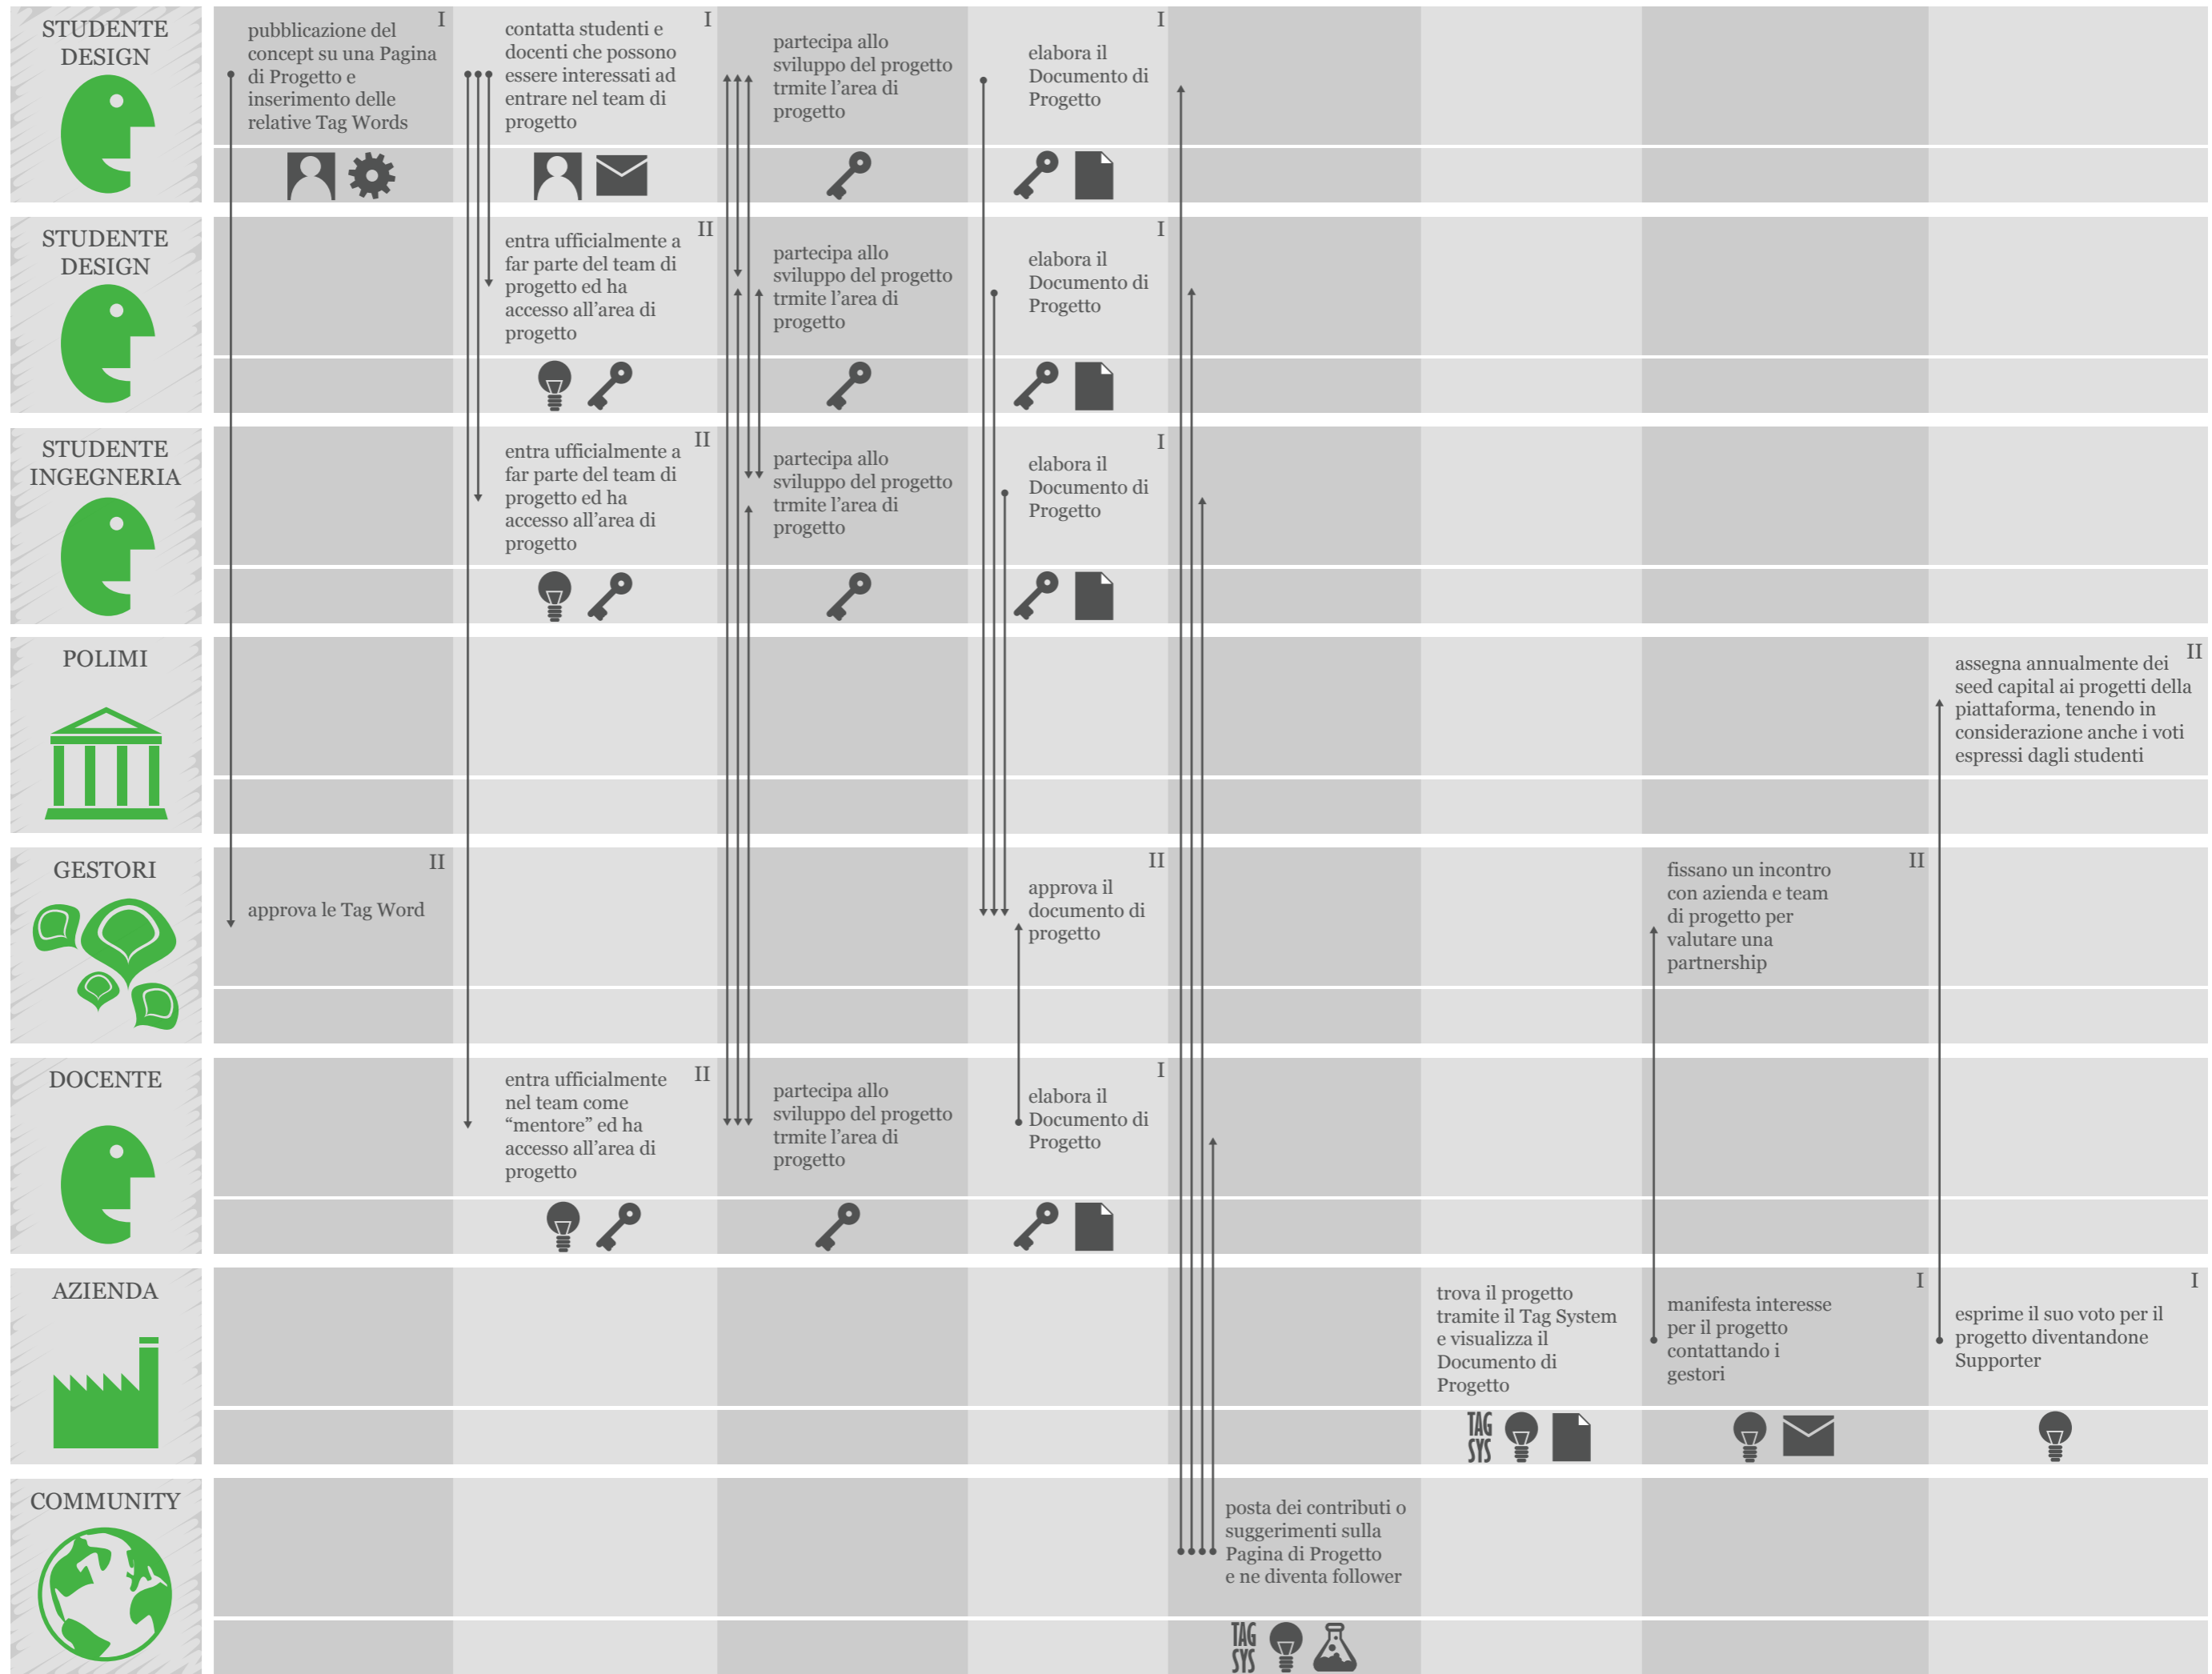 STUDENTE
DESIGN
I
pubblicazione del
concept su una Pagina
di Progetto e
inserimento delle
relative Tag Words
I
contatta studenti e
docenti che possono
essere interessati ad
entrare nel team di
progetto
partecipa allo
sviluppo del progetto
trmite l'area di
progetto
I
elabora il
Documento di
Progetto
STUDENTE
DESIGN
II
entra ufficialmente a
far parte del team di
progetto ed ha
accesso all'area di
progetto
partecipa allo
sviluppo del progetto
trmite l'area di
progetto
I
elabora il
Documento di
Progetto
STUDENTE
INGEGNERIA
II
entra ufficialmente a
far parte del team di
progetto ed ha
accesso all'area di
progetto
partecipa allo
sviluppo del progetto
trmite l'area di
progetto
I
elabora il
Documento di
Progetto
POLIMI
II
assegna annualmente dei
seed capital ai progetti della
piattaforma, tenendo in
considerazione anche i voti
espressi dagli studenti
GESTORI
II
approva le Tag Word
II
approva il
documento di
progetto
II
fissano un incontro
con azienda e team
di progetto per
valutare una
partnership
DOCENTE
II
entra ufficialmente
nel team come
“mentore” ed ha
accesso all'area di
progetto
partecipa allo
sviluppo del progetto
trmite l'area di
progetto
I
elabora il
Documento di
Progetto
AZIENDA
trova il progetto
tramite il Tag System
e visualizza il
Documento di
Progetto
TAG
SYS
I
manifesta interesse
per il progetto
contattando i
gestori
I
esprime il suo voto per il
progetto diventandone
Supporter
COMMUNITY
posta dei contributi o
suggerimenti sulla
Pagina di Progetto
e ne diventa follower
TAG
SYS